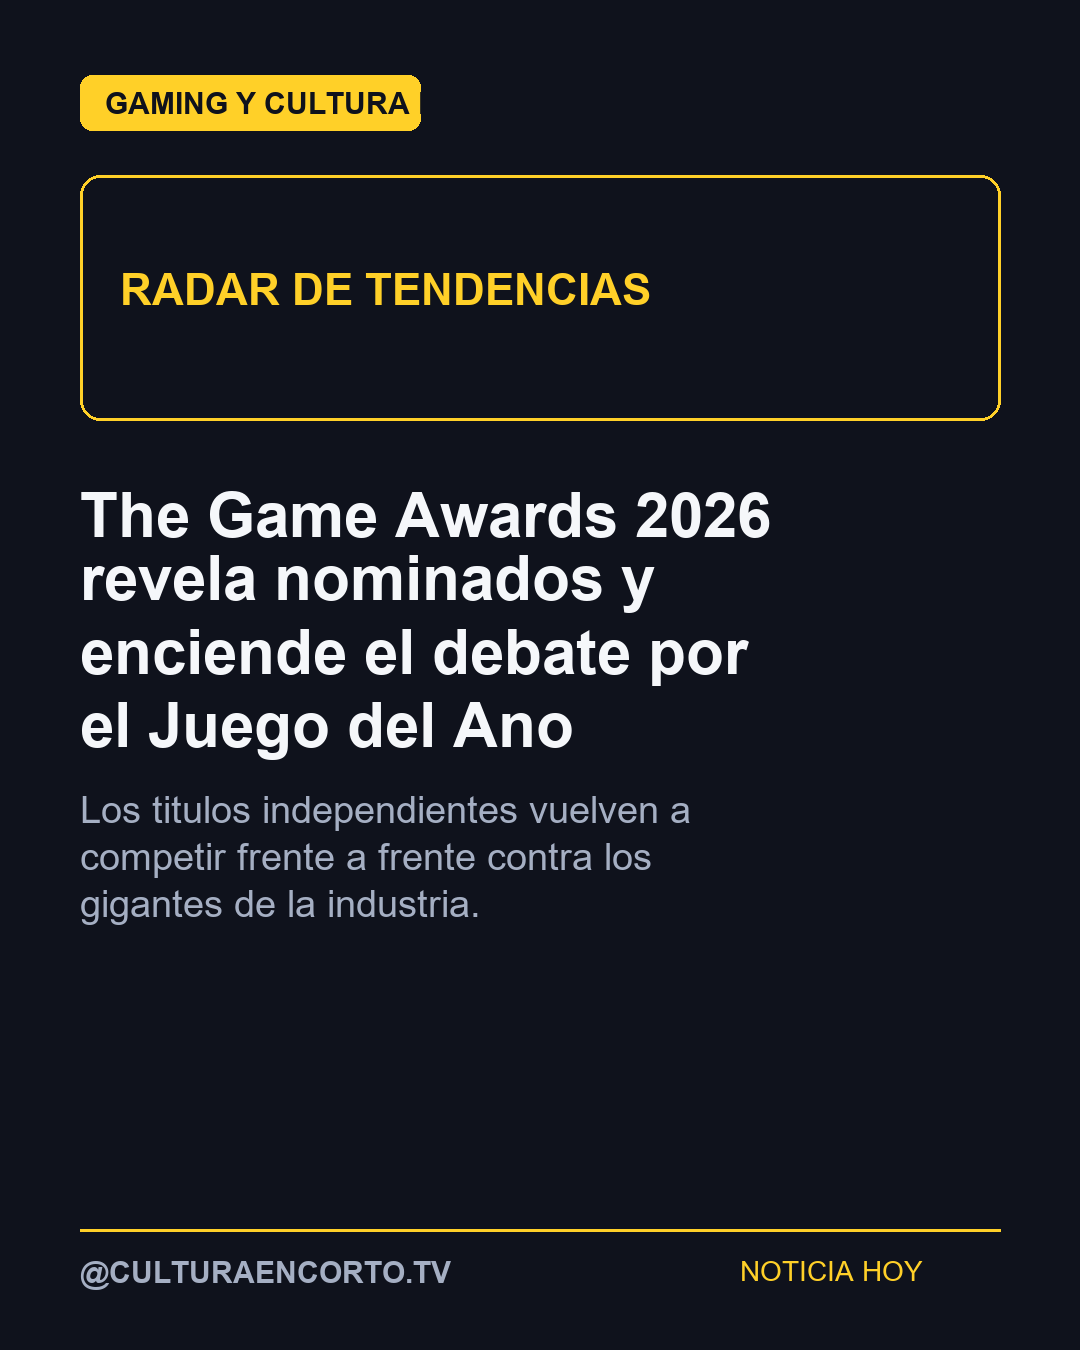 GAMING Y CULTURA
RADAR DE TENDENCIAS
The Game Awards 2026
revela nominados y
enciende el debate por
el Juego del Ano
Los titulos independientes vuelven a
competir frente a frente contra los
gigantes de la industria.
@CULTURAENCORTO.TV
NOTICIA HOY